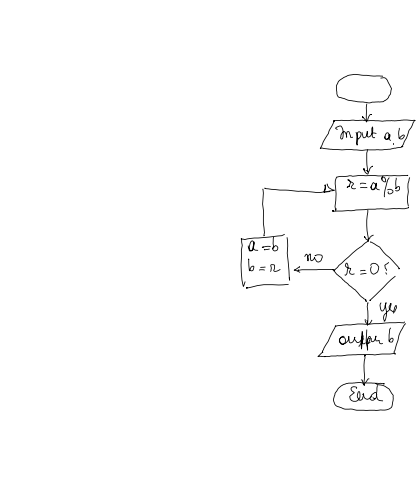 Input a, b
r = a % b
a = b
b = r
no
r = 0 ?
yes
output b
End